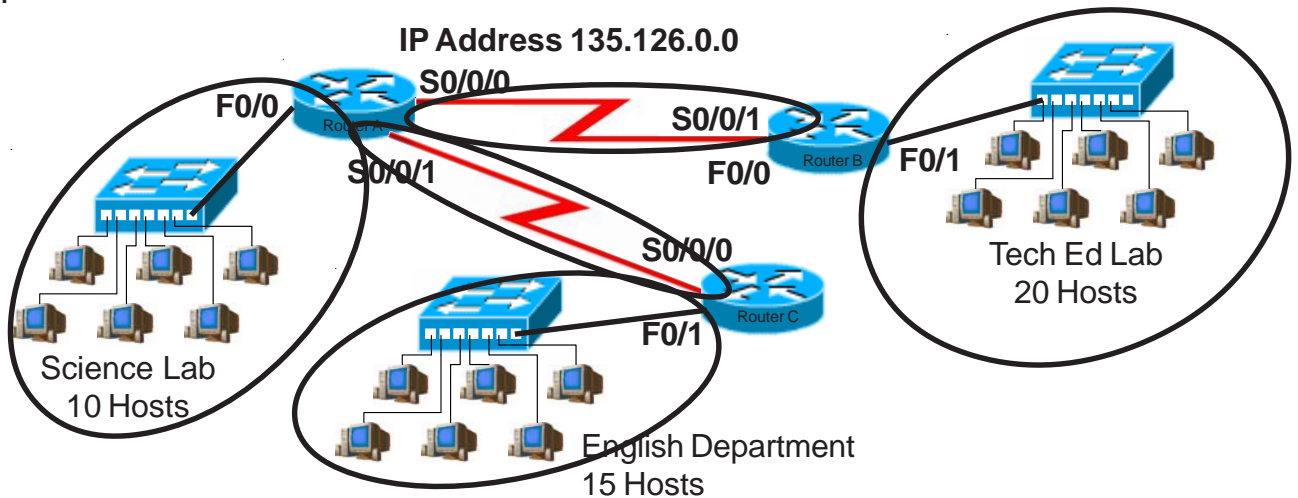 IP Address 135.126.0.0
S0/0/0
F0/0
Router A
S0/0/1
S0/0/1
Router B
F0/0
F0/1
Tech Ed Lab
20 Hosts
S0/0/0
Router C
F0/1
Science Lab
10 Hosts
English Department
15 Hosts